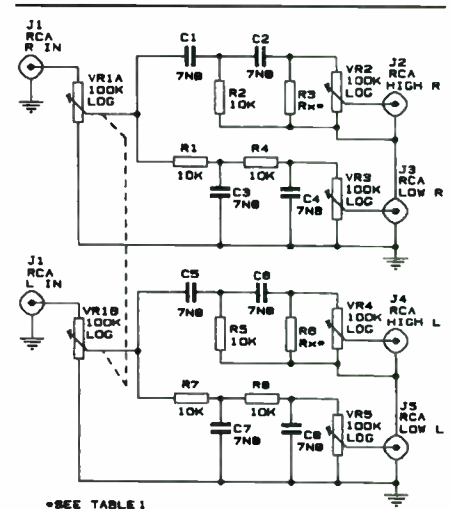 J1
RCA
R IN
VR1A
100K
LOG
C1
7N8
C2
7N8
R2
10K
R3
Rx*
VR2
100K
LOG
J2
RCA
HIGH R
R1
10K
R4
10K
C3
7N8
C4
7N8
VR3
100K
LOG
J3
RCA
LOW R
J1
RCA
L IN
VR1B
100K
LOG
C5
7N8
C6
7N8
R5
10K
R6
Rx*
VR4
100K
LOG
J4
RCA
HIGH L
R7
10K
R8
10K
C7
7N8
C8
7N8
VR5
100K
LOG
J5
RCA
LOW L
*SEE TABLE 1